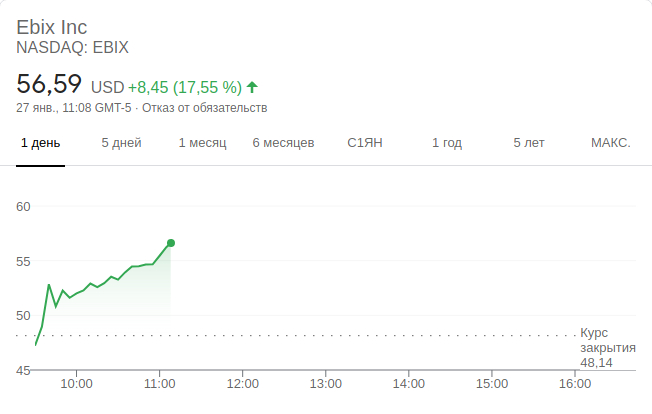 Ebix Inc
NASDAQ: EBIX
56,59 USD +8,45 (17,55 %)
27 янв., 11:08 GMT-5 · Отказ от обязательств
1 день 5 дней 1 месяц 6 месяцев С1ЯН 1 год 5 лет МАКС.
60
55
50
Курс
закрытия
48,14
45
10:00 11:00 12:00 13:00 14:00 15:00 16:00